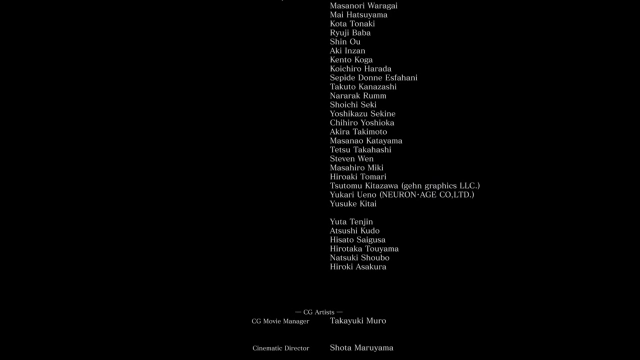 Masanori Waragai
Mai Hatsuyama
Kota Tonaki
Ryuji Baba
Shin Ou
Aki Inzan
Kento Koga
Koichiro Harada
Sepide Donne Esfahani
Takuto Kanazashi
Nararak Rumm
Shoichi Seki
Yoshikazu Sekine
Chihiro Yoshioka
Akira Takimoto
Masanao Katayama
Tetsu Takahashi
Steven Wen
Masahiro Miki
Hiroaki Tomari
Tsutomu Kitazawa (gehn graphics LLC.)
Yukari Ueno (NEURON·AGE CO,LTD.)
Yusuke Kitai
Yuta Tenjin
Atsushi Kudo
Hisato Saigusa
Hirotaka Touyama
Natsuki Shoubo
Hiroki Asakura
— CG Artists —
CG Movie Manager Takayuki Muro
Cinematic Director Shota Maruyama